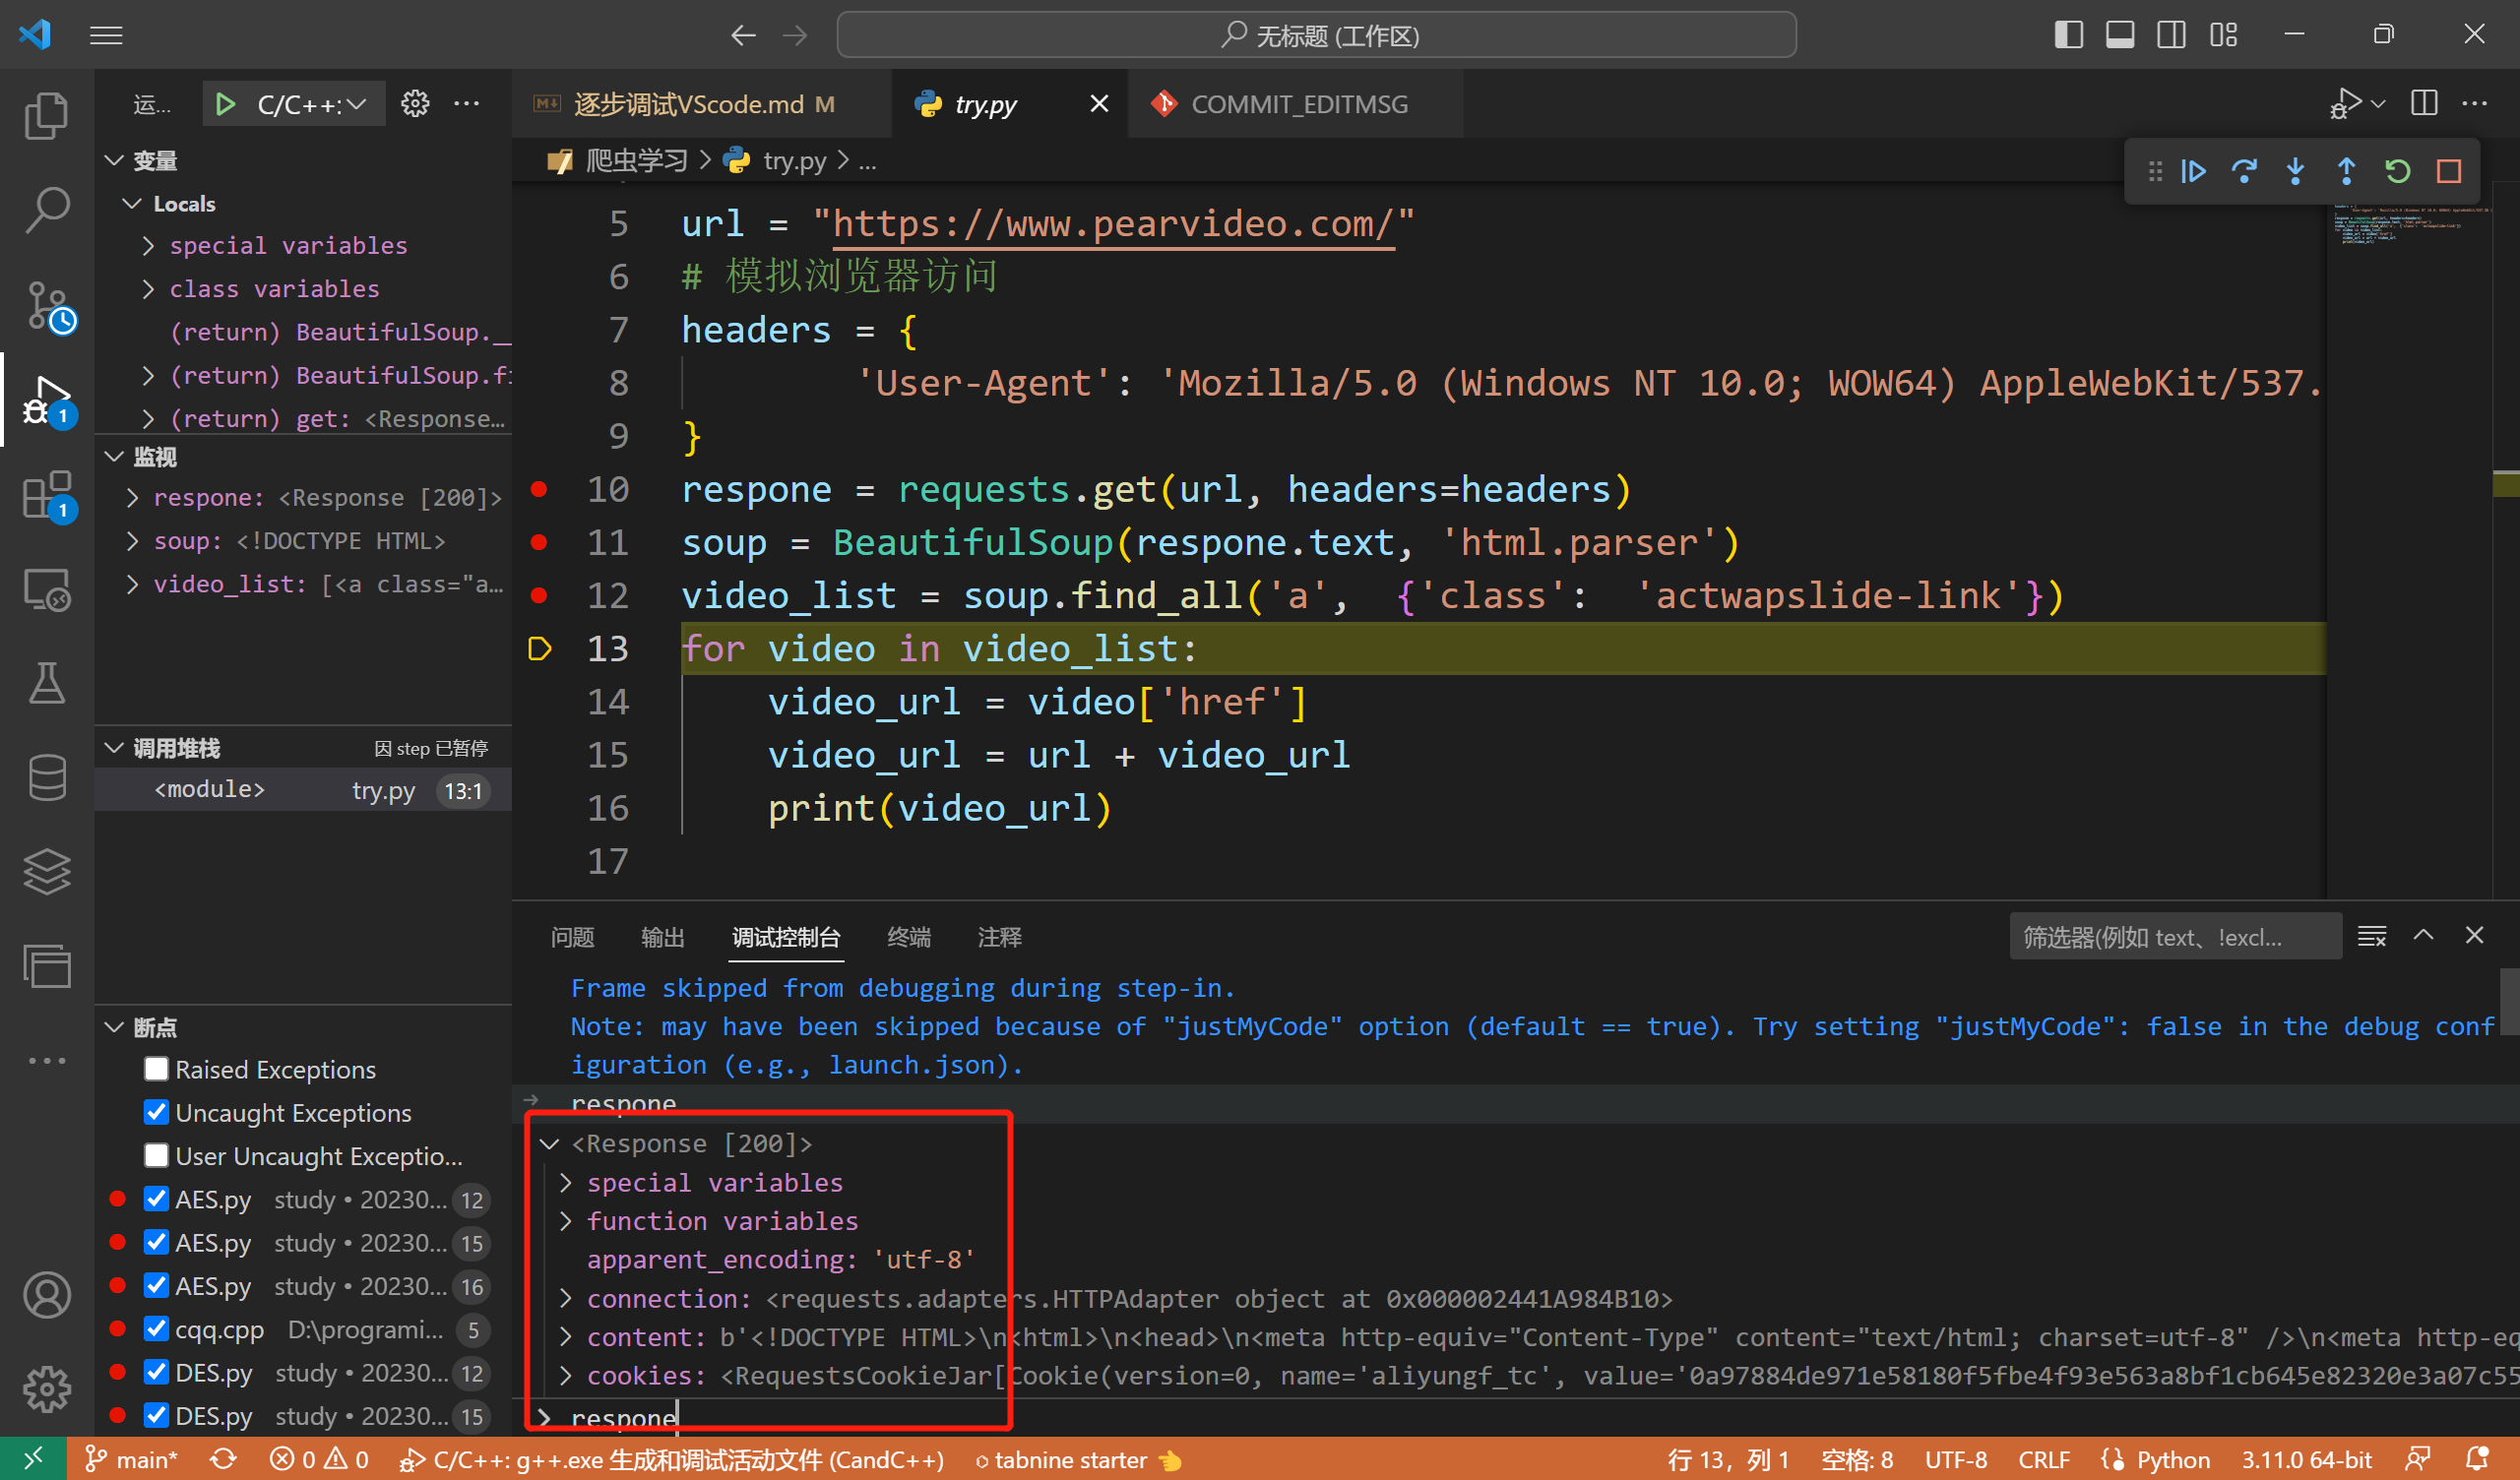 无标题 (工作区)
运... C/C++: ...
逐步调试VScode.md M
try.py
COMMIT_EDITMSG
爬虫学习 > try.py > ...
变量
Locals
special variables
class variables
(return) BeautifulSoup.__
(return) BeautifulSoup.fi
(return) get: <Response...
监视
respone: <Response [200]>
soup: <!DOCTYPE HTML>
video_list: [<a class="a...
调用堆栈 因 step 已暂停
<module> try.py 13:1
断点
Raised Exceptions
Uncaught Exceptions
User Uncaught Exceptio...
AES.py study • 20230... 12
AES.py study • 20230... 15
AES.py study • 20230... 16
cqq.cpp D:\programi... 5
DES.py study • 20230... 12
DES.py study • 20230... 15
5 url = "https://www.pearvideo.com/"
6 # 模拟浏览器访问
7 headers = {
8 'User-Agent': 'Mozilla/5.0 (Windows NT 10.0; WOW64) AppleWebKit/537.
9 }
10 respone = requests.get(url, headers=headers)
11 soup = BeautifulSoup(respone.text, 'html.parser')
12 video_list = soup.find_all('a', {'class': 'actwapslide-link'})
13 for video in video_list:
14 video_url = video['href']
15 video_url = url + video_url
16 print(video_url)
17
问题 输出 调试控制台 终端 注释
筛选器(例如 text、!excl...
Frame skipped from debugging during step-in.
Note: may have been skipped because of "justMyCode" option (default == true). Try setting "justMyCode": false in the debug conf
iguration (e.g., launch.json).
respone
<Response [200]>
special variables
function variables
apparent_encoding: 'utf-8'
connection: <requests.adapters.HTTPAdapter object at 0x000002441A984B10>
content: b'<!DOCTYPE HTML>\n<html>\n<head>\n<meta http-equiv="Content-Type" content="text/html; charset=utf-8" />\n<meta http-eq
cookies: <RequestsCookieJar[Cookie(version=0, name='aliyungf_tc', value='0a97884de971e58180f5fbe4f93e563a8bf1cb645e82320e3a07c55
respone
1
1
main* 0 0 C/C++: g++.exe 生成和调试活动文件 (CandC++) tabnine starter
行 13，列 1 空格: 8 UTF-8 CRLF Python 3.11.0 64-bit